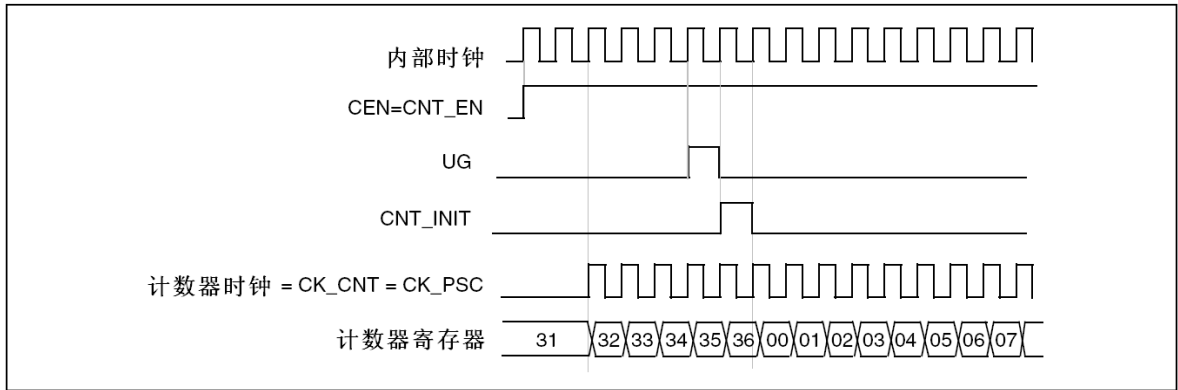 内部时钟
CEN=CNT_EN
UG
CNT_INIT
计数器时钟 = CK_CNT = CK_PSC
计数器寄存器 31 32 33 34 35 36 00 01 02 03 04 05 06 07